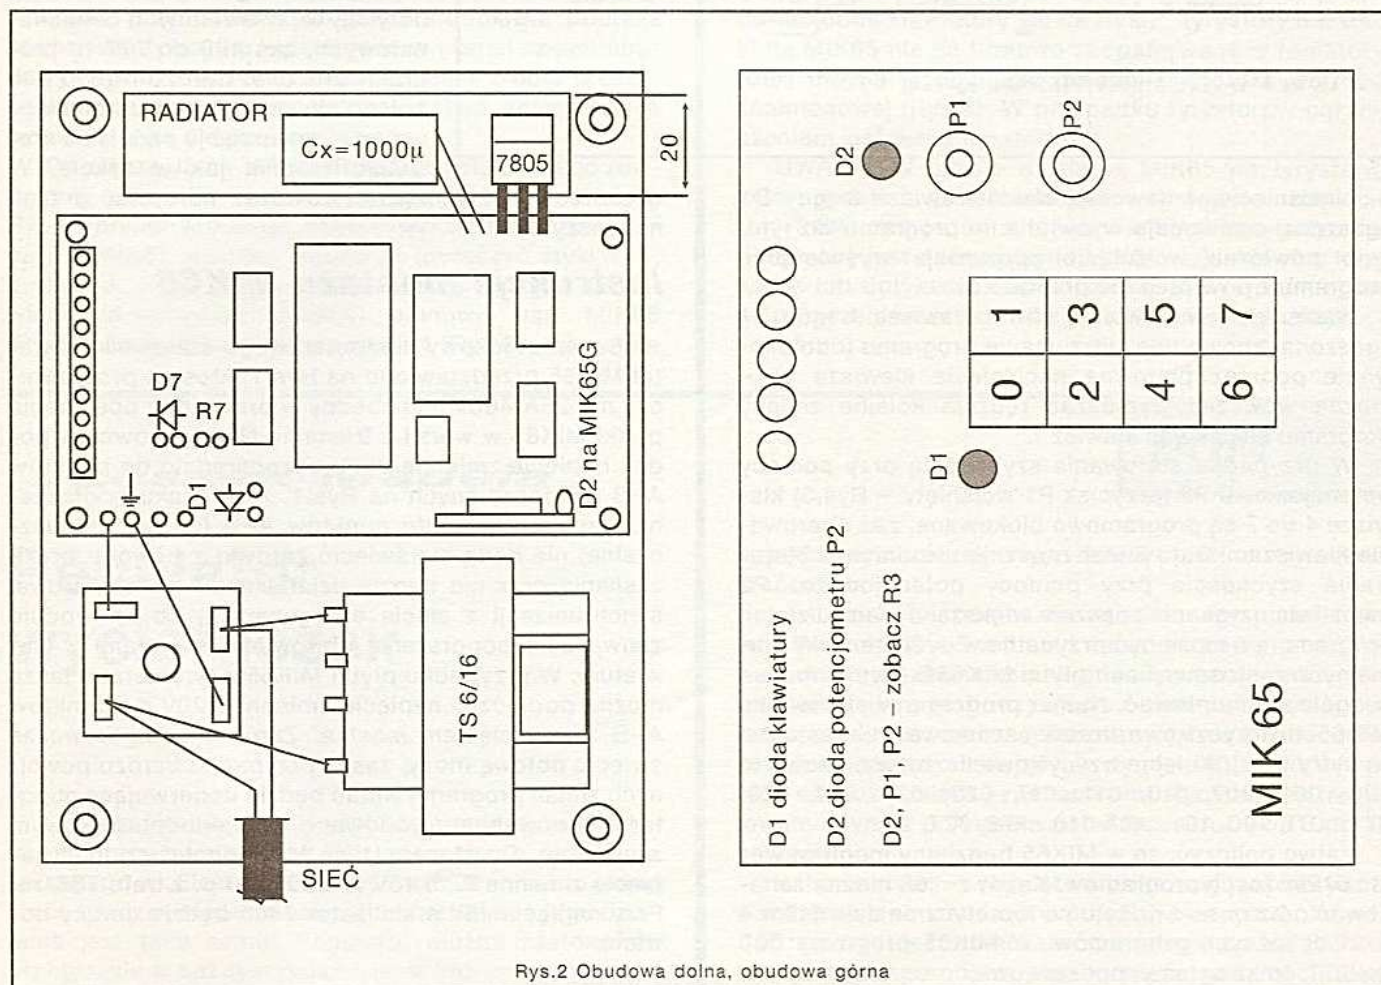 RADIATOR
Cx=1000µ
7805
20
D7
R7
D1
D2 na MIK65G
TS 6/16
SIEĆ
D2
P1
P2
0 1
2 3
4 5
6 7
D1
D1 dioda klawiatury
D2 dioda potencjometru P2
D2, P1, P2 – zobacz R3
MIK 65
Rys.2 Obudowa dolna, obudowa górna